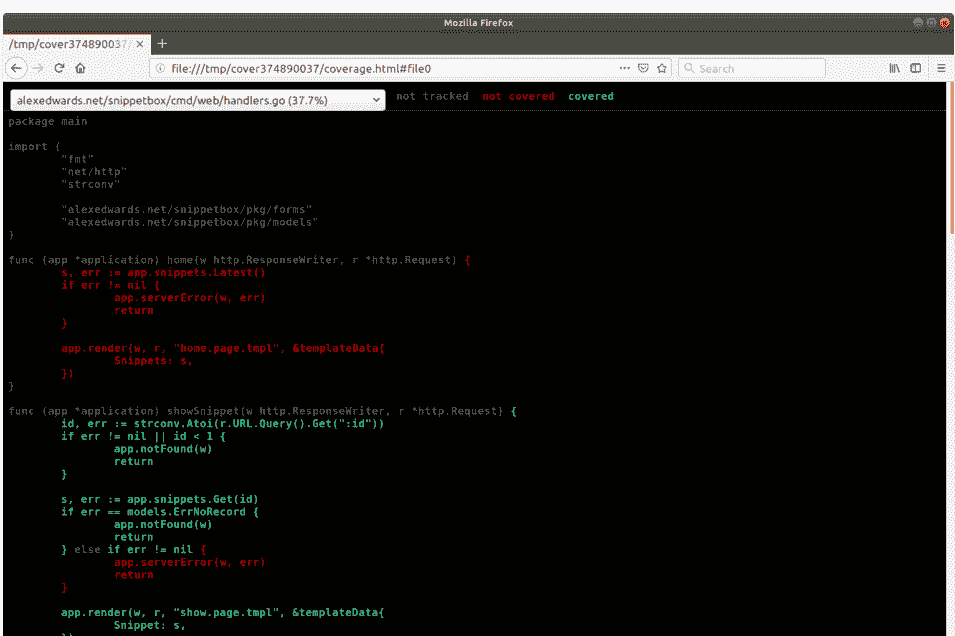 Mozilla Firefox
/tmp/cover374890037/
file:///tmp/cover374890037/coverage.html#file0
Search
alexedwards.net/snippetbox/cmd/web/handlers.go (37.7%)
not tracked not covered covered
package main
import (
"fmt"
"net/http"
"strconv"
"alexedwards.net/snippetbox/pkg/forms"
"alexedwards.net/snippetbox/pkg/models"
)
func (app *application) home(w http.ResponseWriter, r *http.Request) {
s, err := app.snippets.Latest()
if err != nil {
app.serverError(w, err)
return
}
app.render(w, r, "home.page.tmpl", &templateData{
Snippets: s,
})
}
func (app *application) showSnippet(w http.ResponseWriter, r *http.Request) {
id, err := strconv.Atoi(r.URL.Query().Get(":id"))
if err != nil || id < 1 {
app.notFound(w)
return
}
s, err := app.snippets.Get(id)
if err == models.ErrNoRecord {
app.notFound(w)
return
} else if err != nil {
app.serverError(w, err)
return
}
app.render(w, r, "show.page.tmpl", &templateData{
Snippet: s,
})